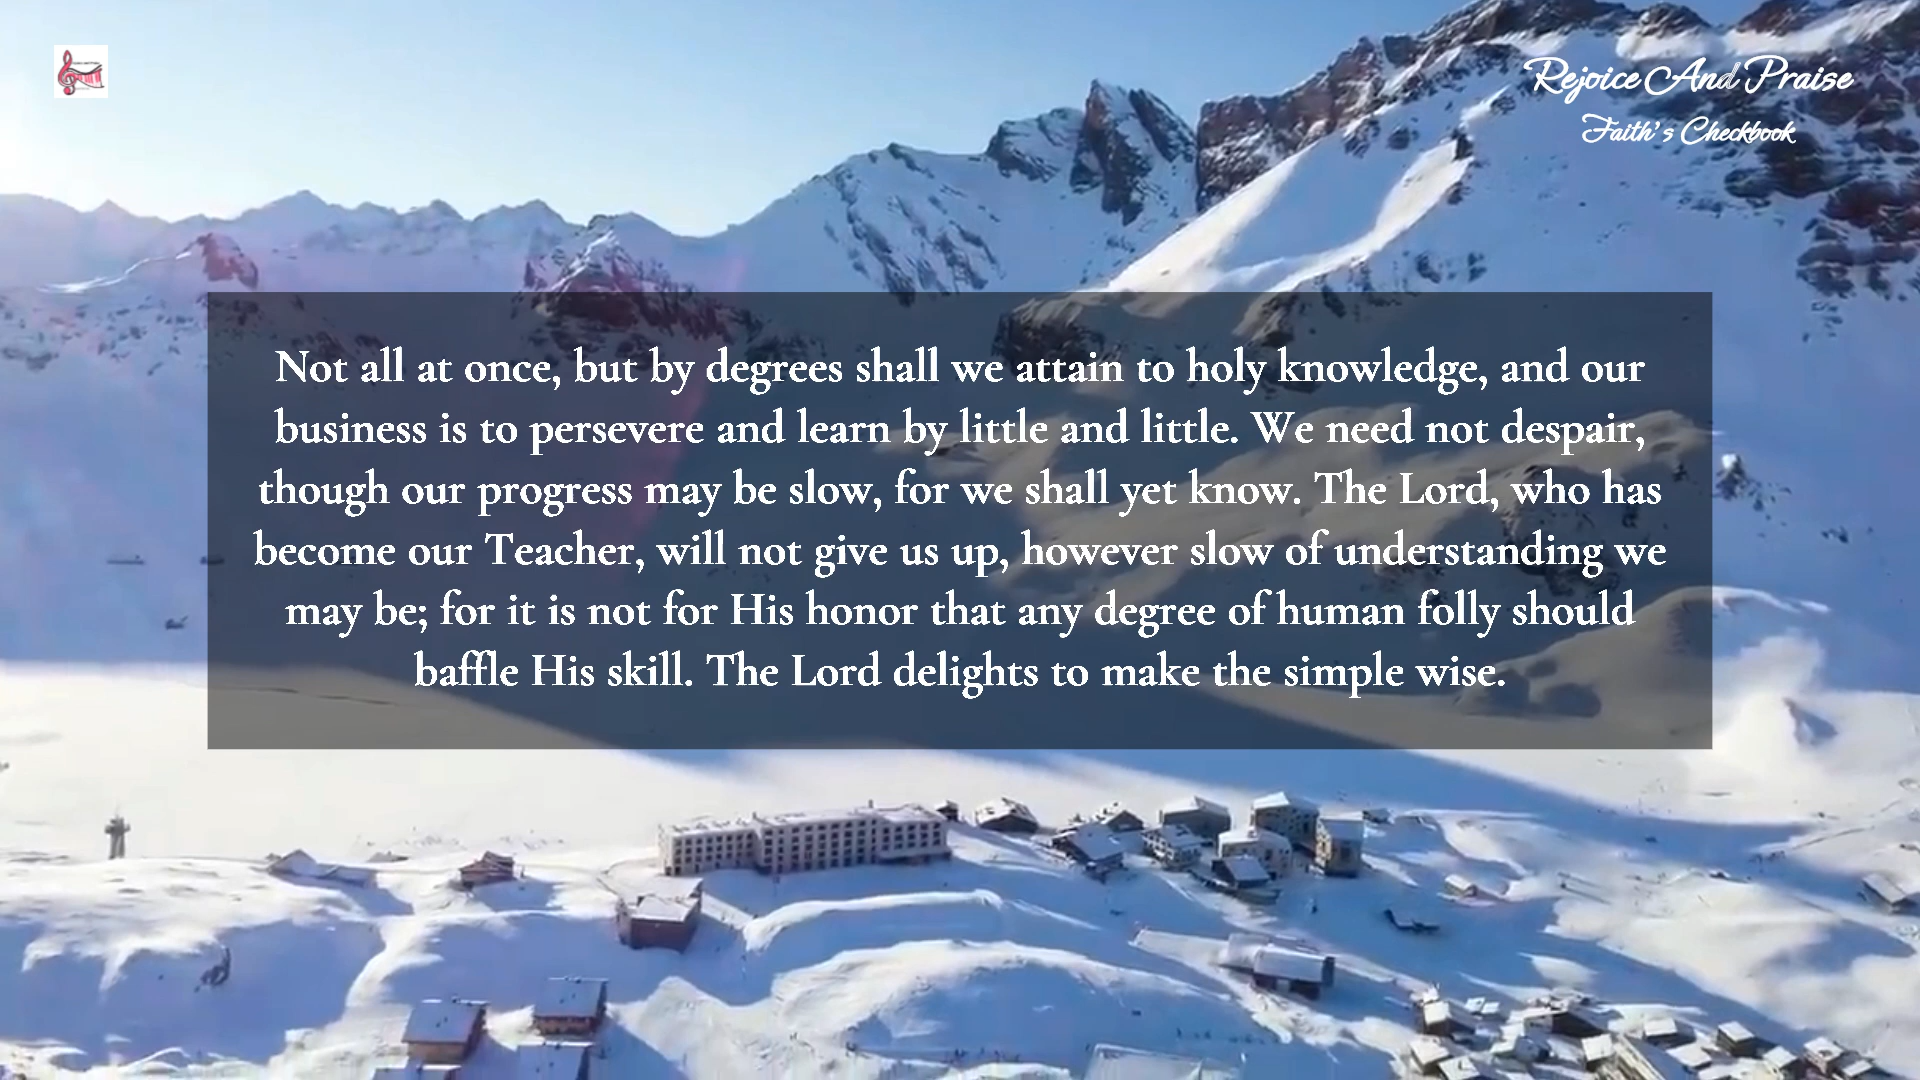 Rejoice And Praise
Faith's Checkbook
Not all at once, but by degrees shall we attain to holy knowledge, and our
business is to persevere and learn by little and little. We need not despair,
though our progress may be slow, for we shall yet know. The Lord, who has
become our Teacher, will not give us up, however slow of understanding we
may be; for it is not for His honor that any degree of human folly should
baffle His skill. The Lord delights to make the simple wise.